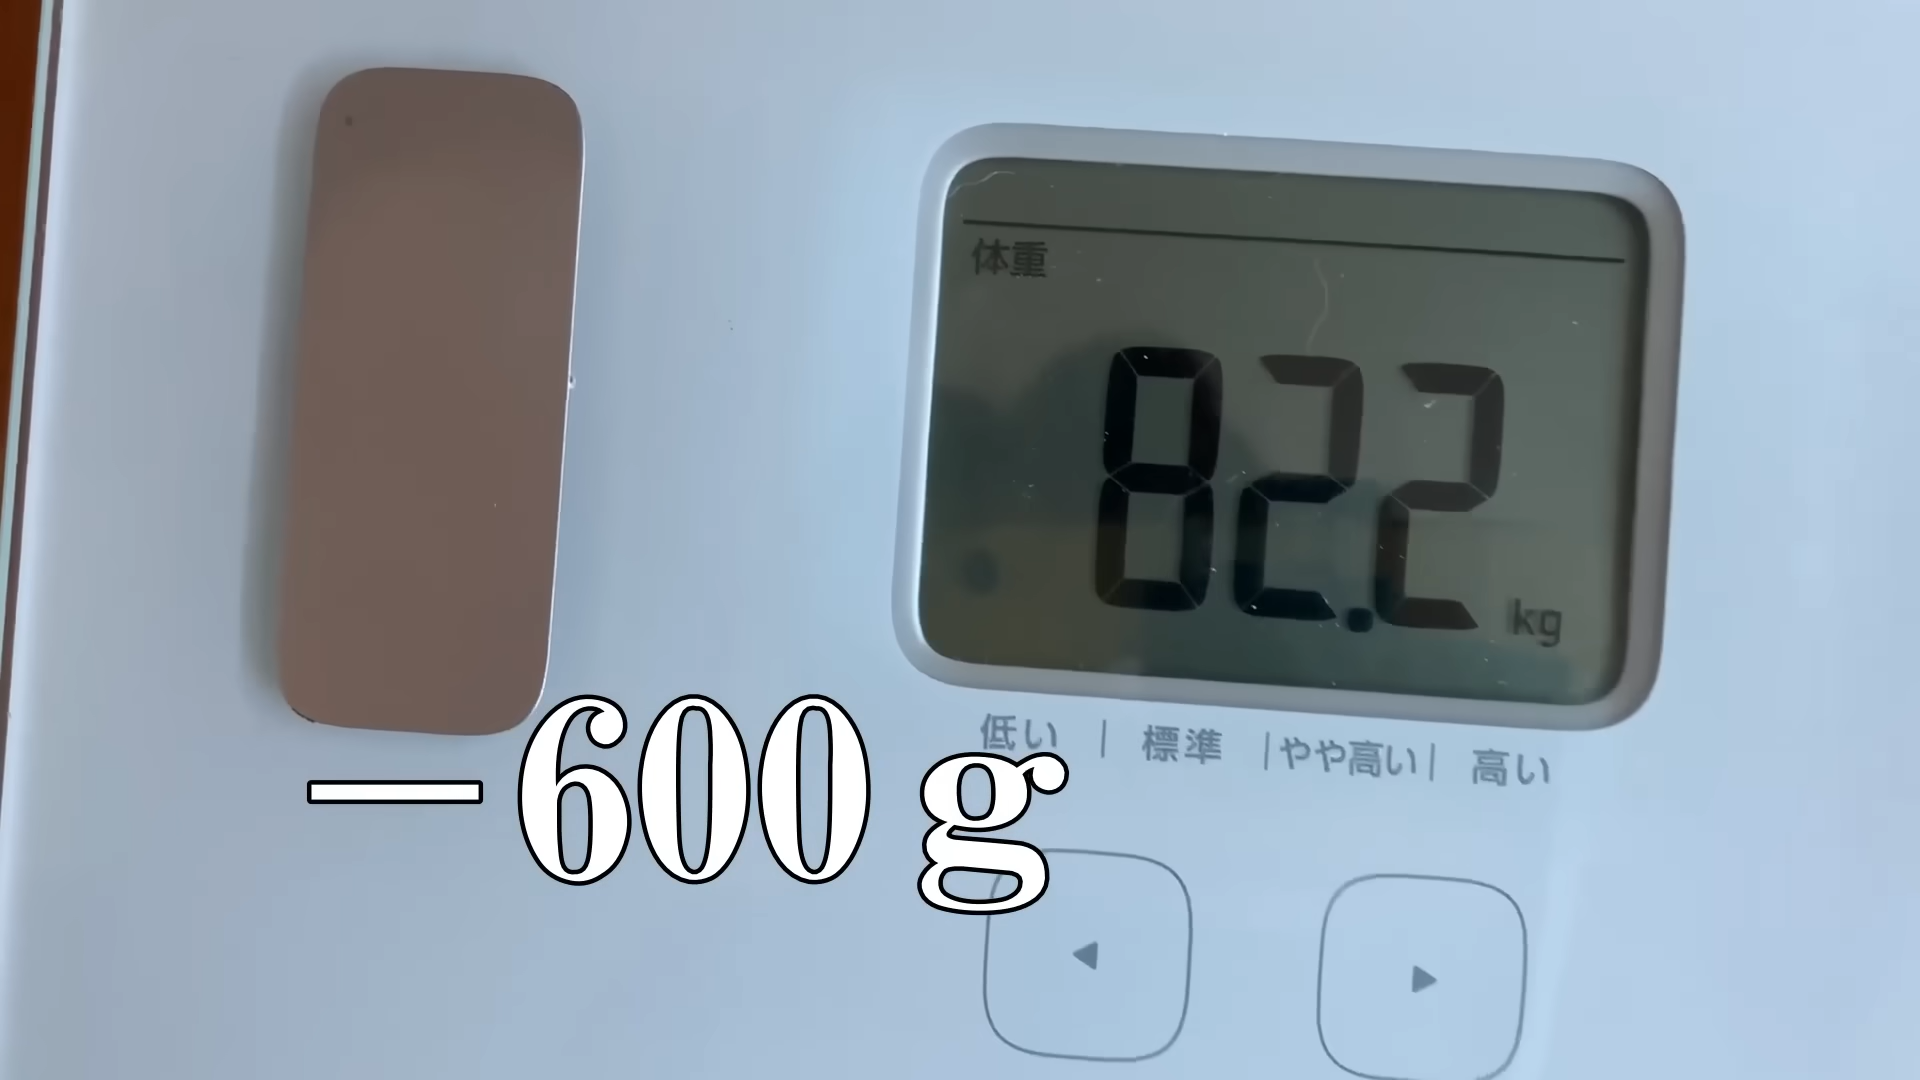 体重
82.2 kg
低い | 標準 | やや高い | 高い
−600 g